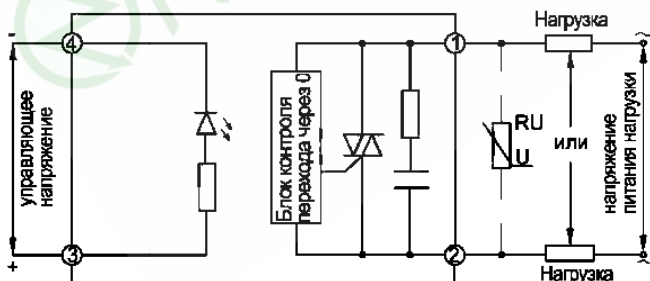 Нагрузка
- 4 1 ~ ~
управляющее
напряжение
Блок контроля
перехода через 0
RU
U
или
напряжение
питания нагрузки
+ 3 2 ~ ~
Нагрузка